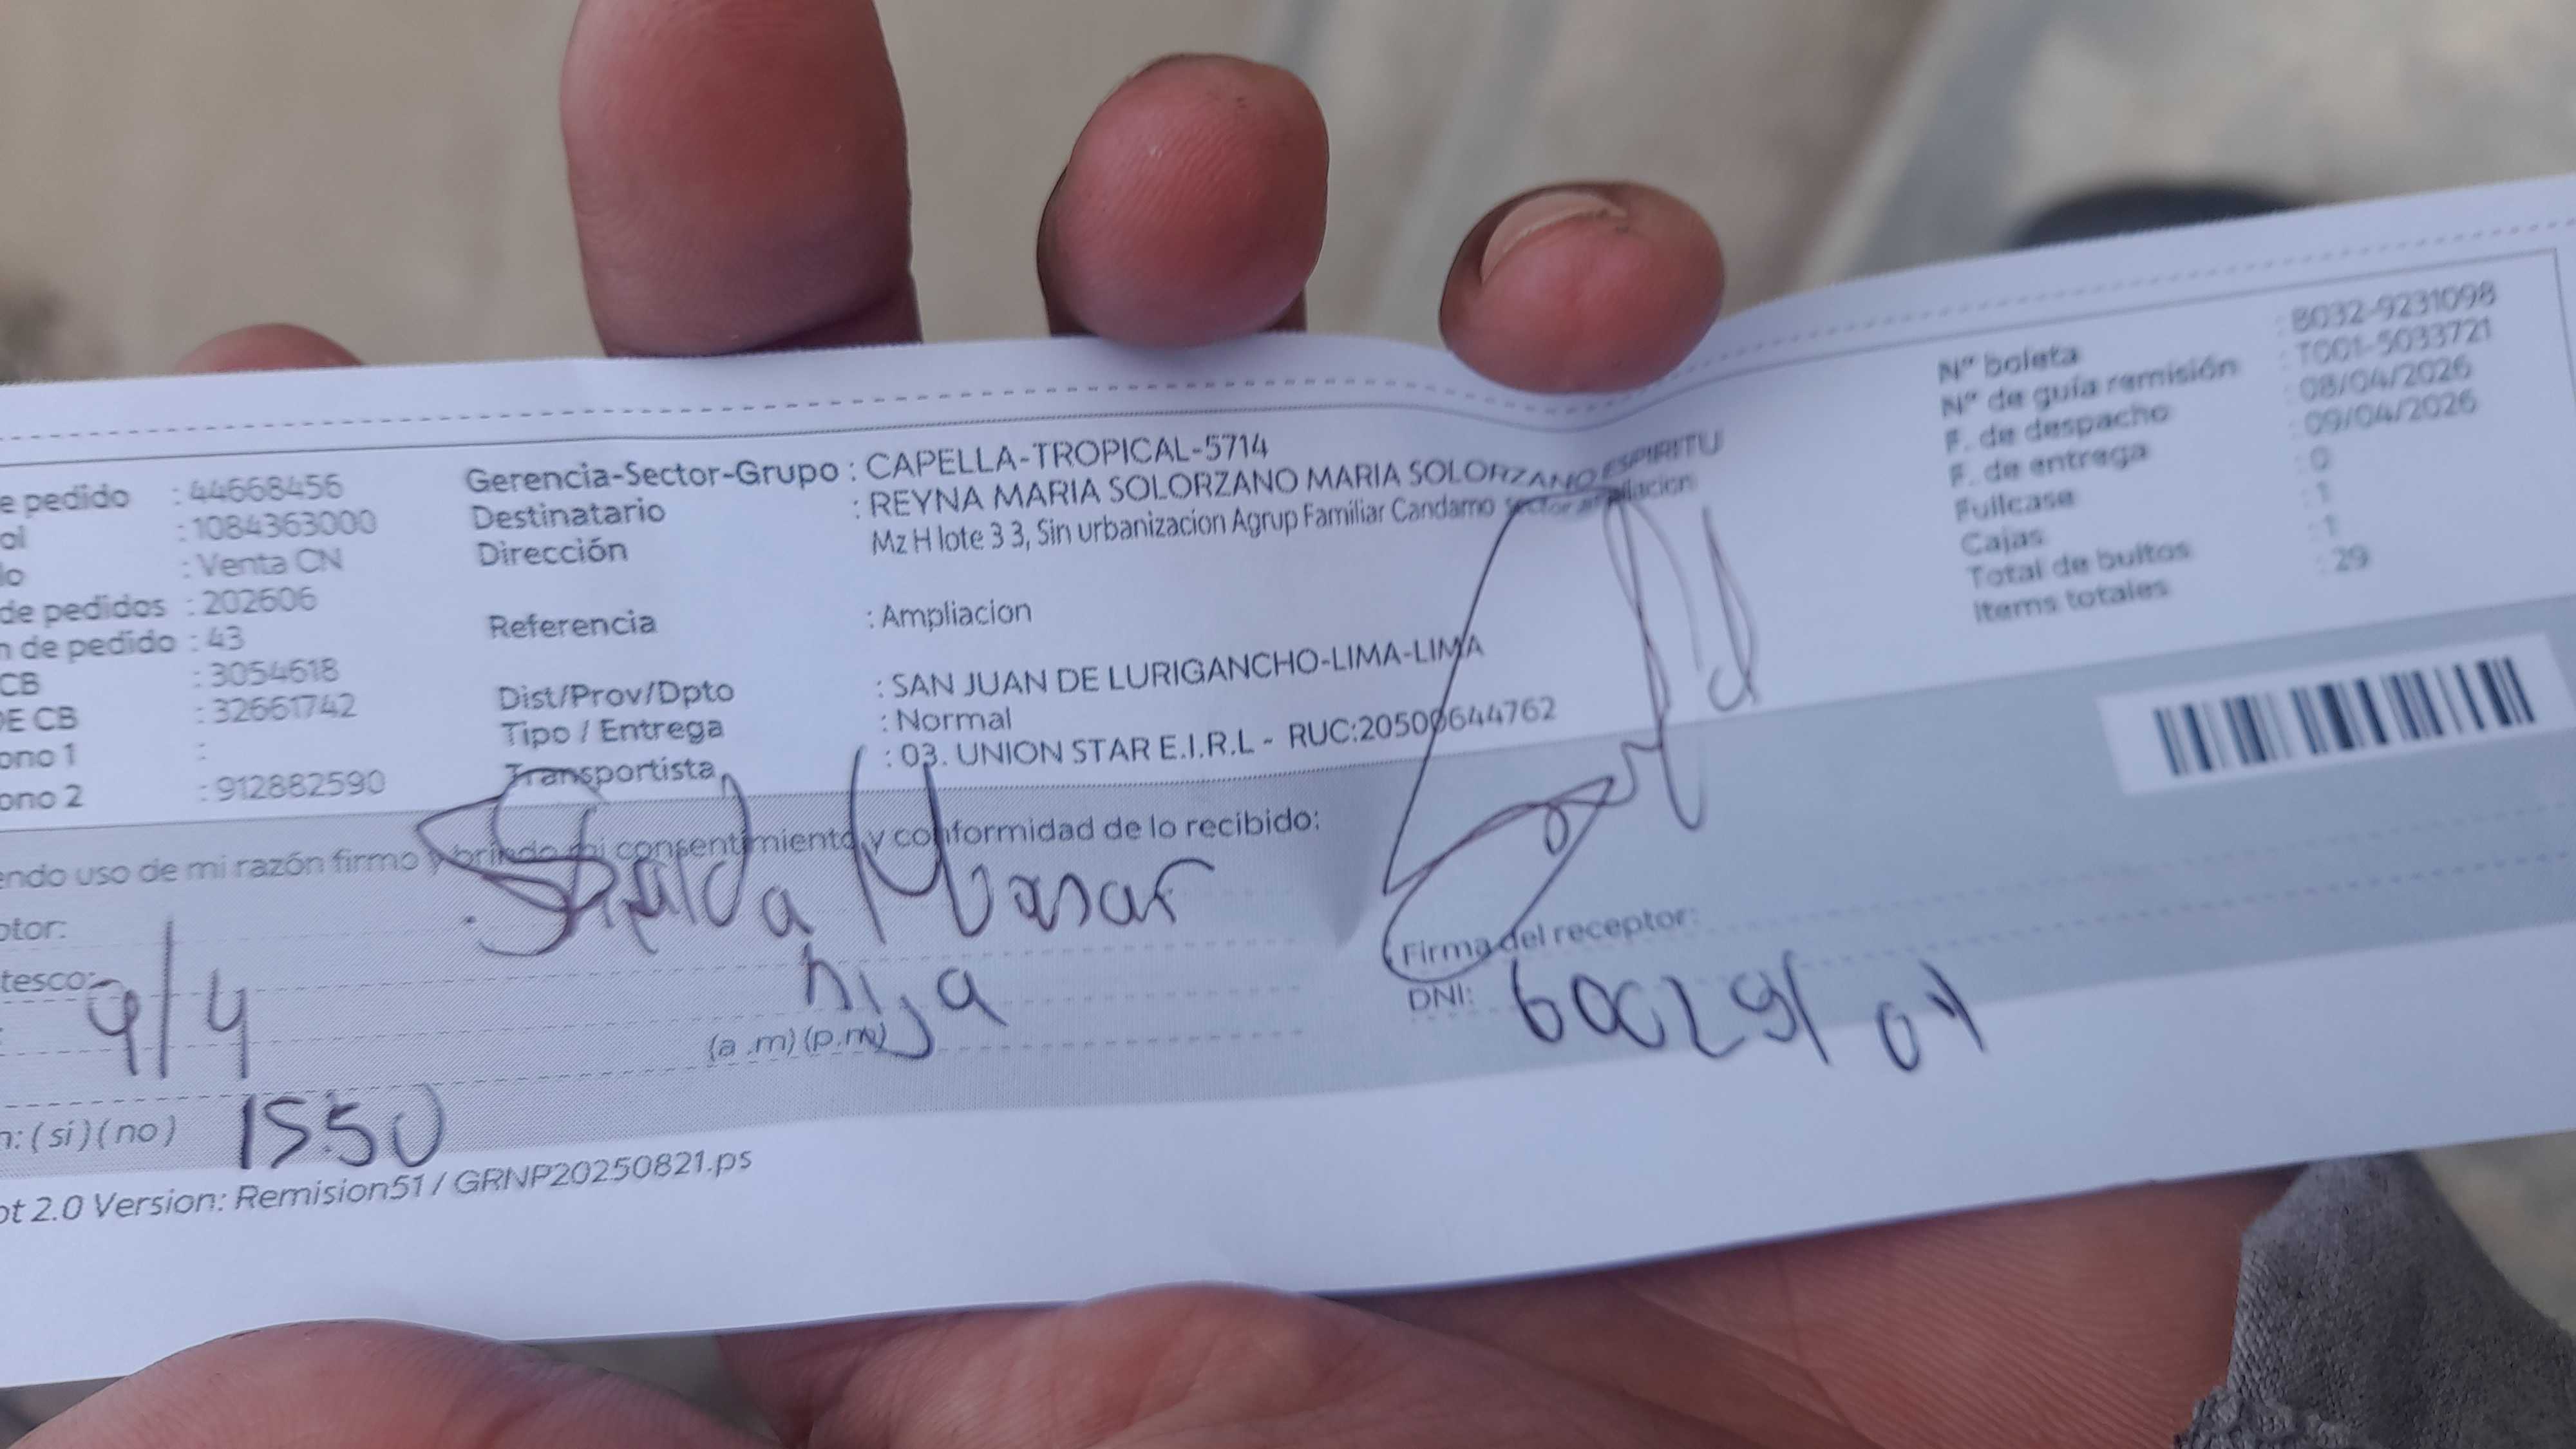 e pedido : 44668456
al : 1084363000
lo : Venta CN
de pedidos : 202606
n de pedido : 43
CB : 3054618
DE CB : 32661742
ono 1 :
ono 2 : 912882590
Gerencia-Sector-Grupo : CAPELLA-TROPICAL-5714
Destinatario : REYNA MARIA SOLORZANO MARIA SOLORZANO ESPIRITU
Dirección Mz H lote 3 3, Sin urbanizacion Agrup Familiar Candamo Sector ampliacion
Referencia : Ampliacion
Dist/Prov/Dpto : SAN JUAN DE LURIGANCHO-LIMA-LIMA
Tipo / Entrega : Normal
Transportista : 03. UNION STAR E.I.R.L - RUC:20500644762
N° boleta : B032-9231098
N° de guía remisión : T001-5033721
F. de despacho : 08/04/2026
F. de entrega : 09/04/2026
Fullcase : 0
Cajas : 1
Total de bultos : 1
Items totales : 29
endo uso de mi razón firmo y brindo mi consentimiento y conformidad de lo recibido:
ptor:
tesco: hija
9/4 (a.m) (p.m)
n: (si) (no) 15:50
Firma del receptor:
DNI:
ot 2.0 Version: Remision51 / GRNP20250821.ps